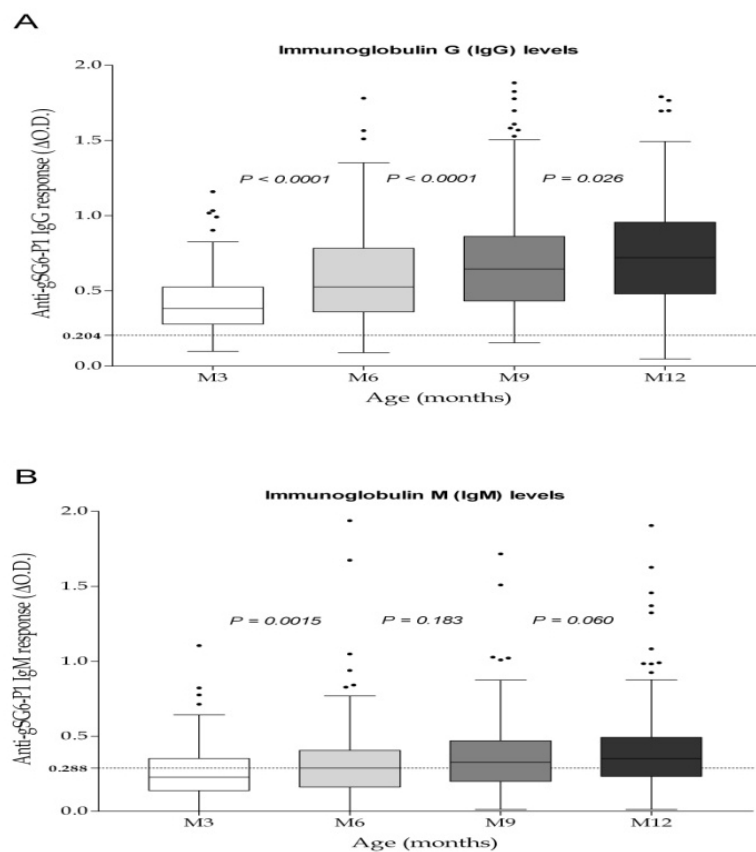 A
Immunoglobulin G (IgG) levels
2.0
1.5
P < 0.0001 P < 0.0001 P = 0.026
1.0
0.5
0.204
0.0
Anti-gSG6-P1 IgG response (ΔO.D.)
M3 M6 M9 M12
Age (months)
B
Immunoglobulin M (IgM) levels
2.0
1.5
P = 0.0015 P = 0.183 P = 0.060
1.0
0.5
0.288
0.0
Anti-gSG6-P1 IgM response (ΔO.D.)
M3 M6 M9 M12
Age (months)